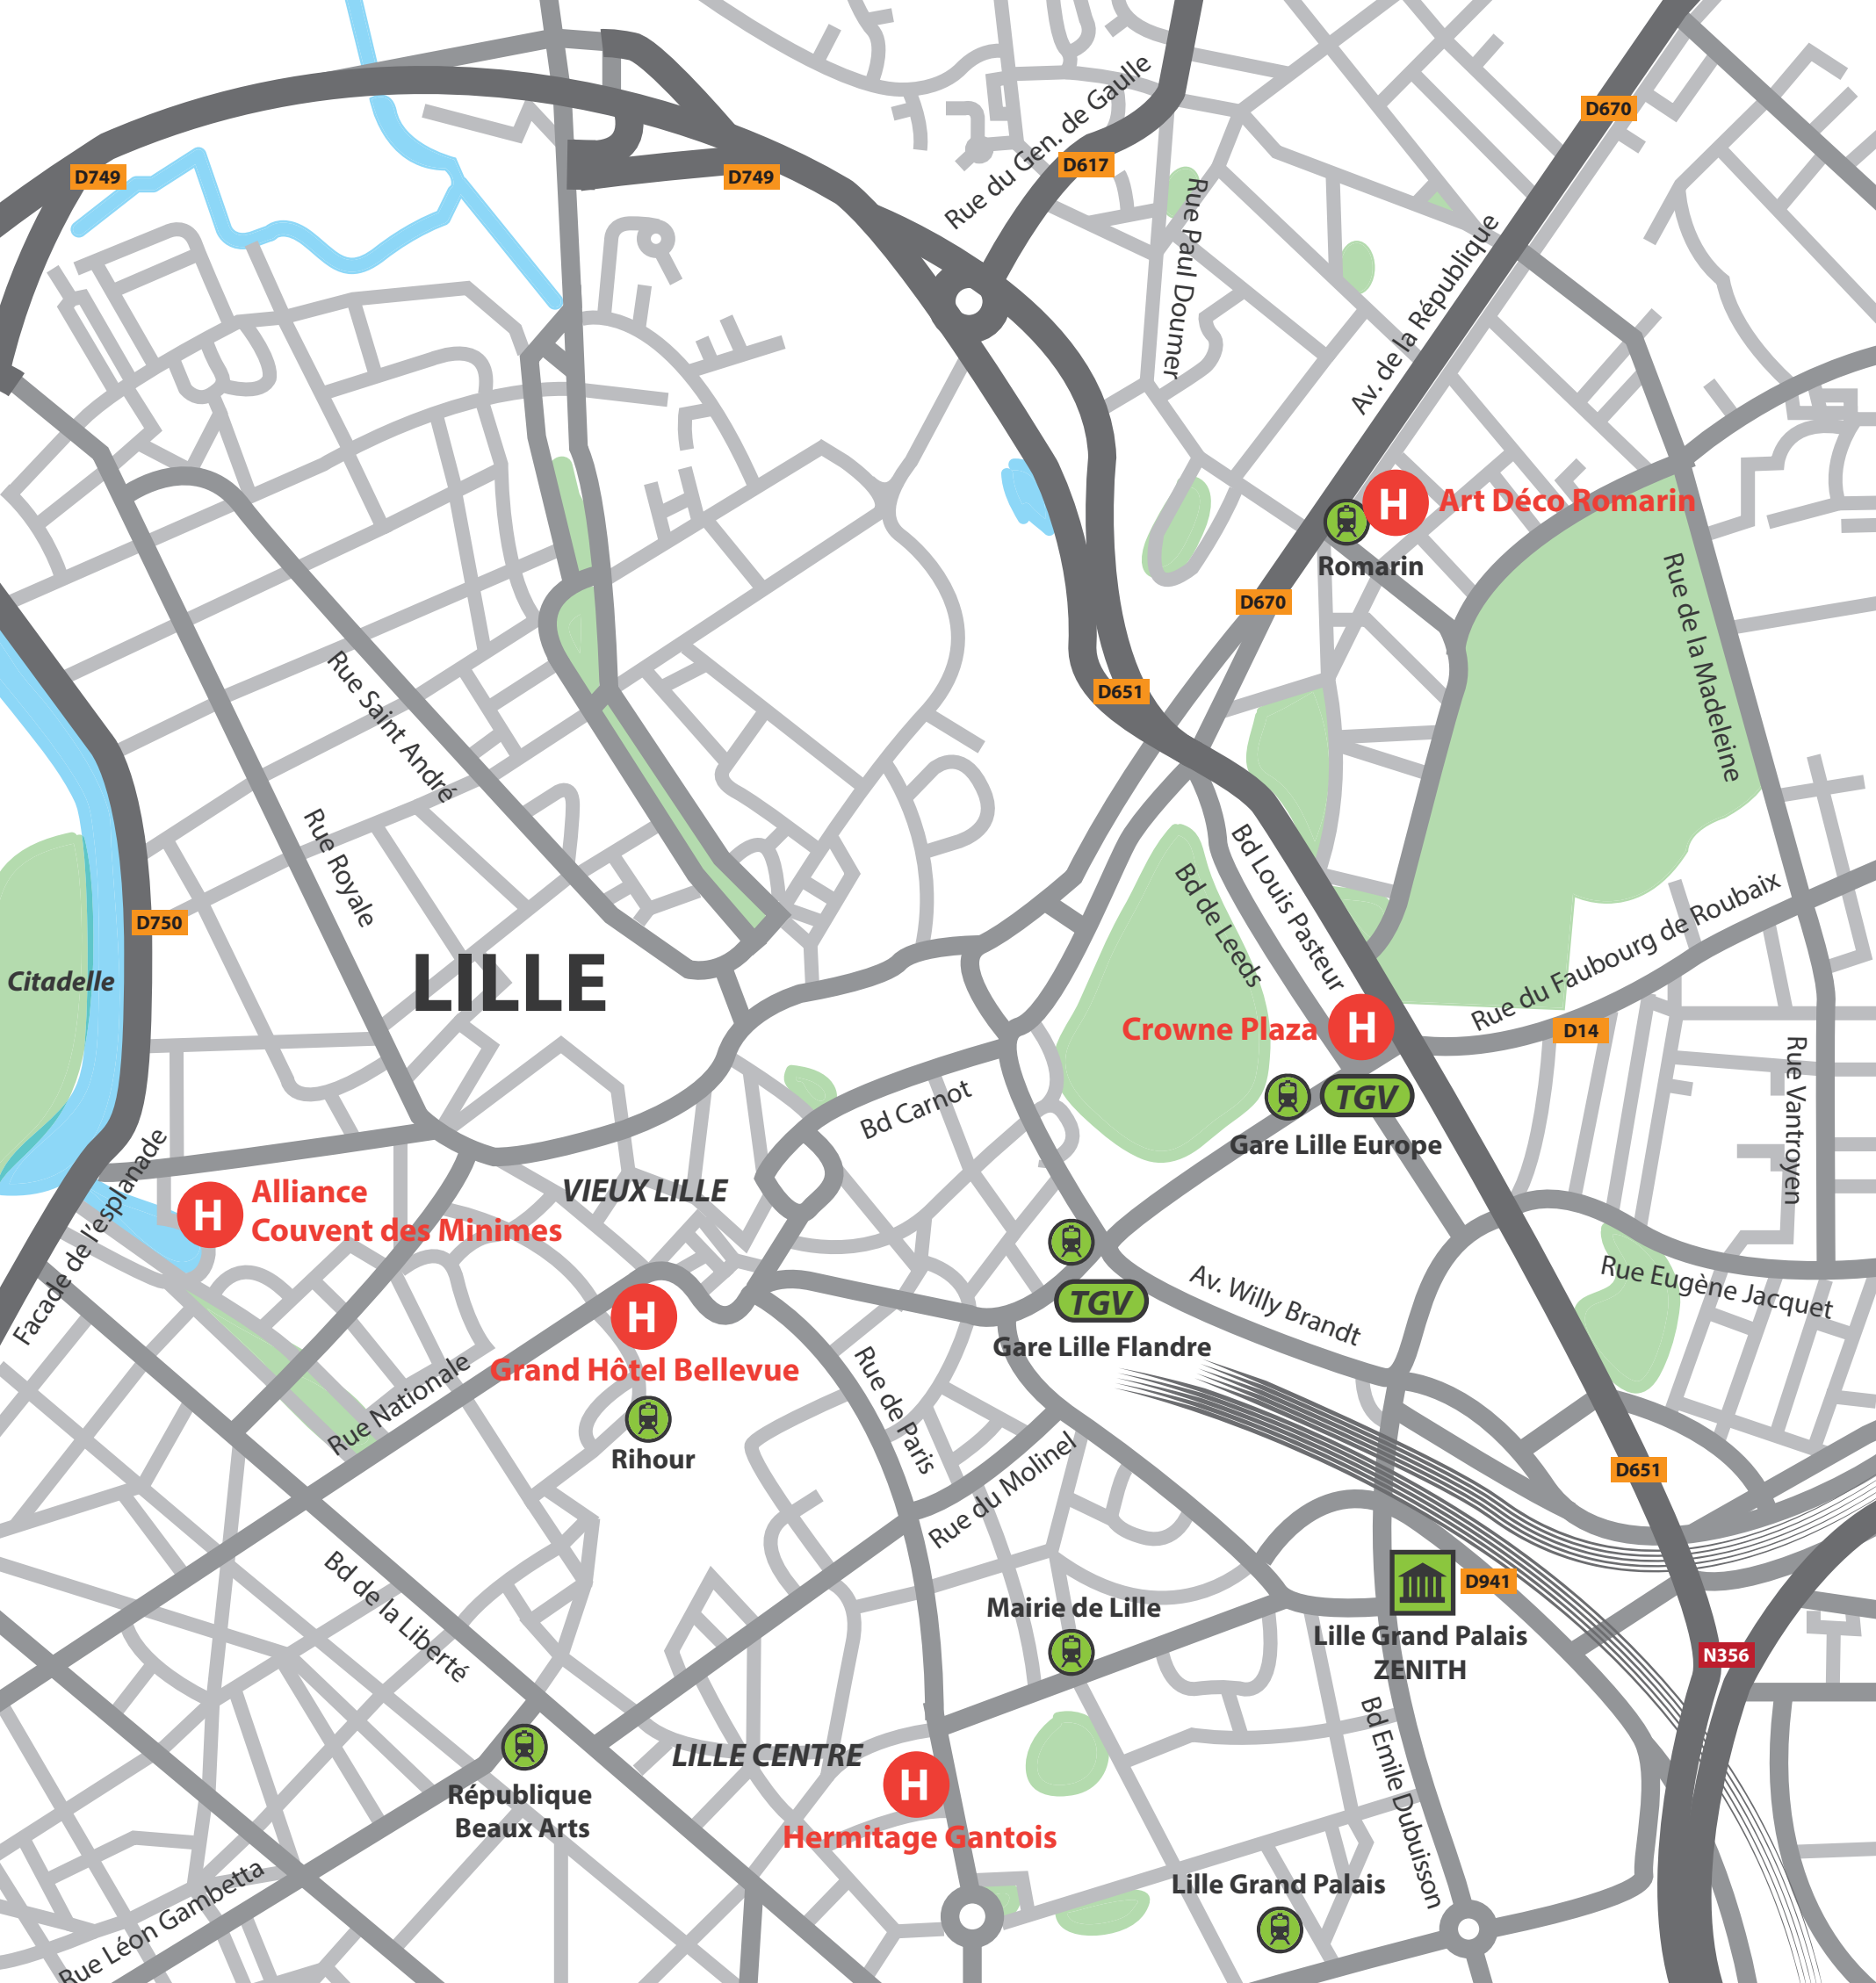 D670
Rue du Gen. de Gaulle
D617
D749
D749
Rue Paul Doumer
Av. de la République
H
Art Déco Romarin
Romarin
D670
Rue de la Madeleine
D651
Rue Saint André
Rue Royale
Bd Louis Pasteur
Bd de Leeds
D750
Rue du Faubourg de Roubaix
LILLE
Citadelle
Crowne Plaza
H
D14
Rue Vantroyen
TGV
Bd Carnot
Gare Lille Europe
Facade de l'esplanade
H
Alliance
Couvent des Minimes
VIEUX LILLE
Rue Eugène Jacquet
Av. Willy Brandt
TGV
H
Gare Lille Flandre
Grand Hôtel Bellevue
Rue Nationale
Rue de Paris
Rihour
Rue du Molinel
D651
Bd de la Liberté
D941
Mairie de Lille
Lille Grand Palais
ZENITH
N356
Bd Emile Dubuisson
LILLE CENTRE
H
République
Beaux Arts
Hermitage Gantois
Lille Grand Palais
Rue Léon Gambetta